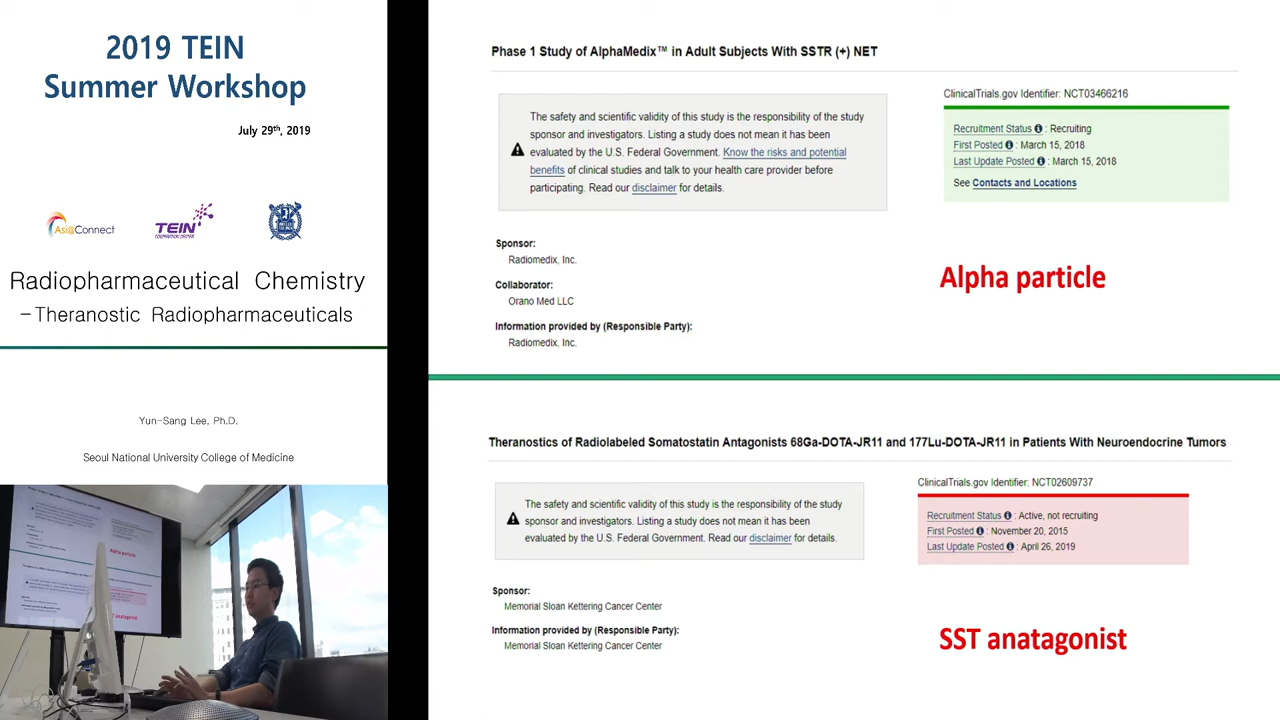 2019 TEIN
Summer Workshop
July 29th, 2019
Asi@Connect
TEIN
COOPERATION CENTER
Radiopharmaceutical Chemistry
-Theranostic Radiopharmaceuticals
Yun-Sang Lee, Ph.D.
Seoul National University College of Medicine
Phase 1 Study of AlphaMedix™ in Adult Subjects With SSTR (+) NET
The safety and scientific validity of this study is the responsibility of the study
sponsor and investigators. Listing a study does not mean it has been
evaluated by the U.S. Federal Government. Know the risks and potential
benefits of clinical studies and talk to your health care provider before
participating. Read our disclaimer for details.
ClinicalTrials.gov Identifier: NCT03466216
Recruitment Status : Recruiting
First Posted : March 15, 2018
Last Update Posted : March 15, 2018
See Contacts and Locations
Sponsor:
Radiomedix, Inc.
Collaborator:
Orano Med LLC
Information provided by (Responsible Party):
Radiomedix, Inc.
Alpha particle
Theranostics of Radiolabeled Somatostatin Antagonists 68Ga-DOTA-JR11 and 177Lu-DOTA-JR11 in Patients With Neuroendocrine Tumors
The safety and scientific validity of this study is the responsibility of the study
sponsor and investigators. Listing a study does not mean it has been
evaluated by the U.S. Federal Government. Read our disclaimer for details.
ClinicalTrials.gov Identifier: NCT02609737
Recruitment Status : Active, not recruiting
First Posted : November 20, 2015
Last Update Posted : April 26, 2019
Sponsor:
Memorial Sloan Kettering Cancer Center
Information provided by (Responsible Party):
Memorial Sloan Kettering Cancer Center
SST anatagonist
Alpha particle